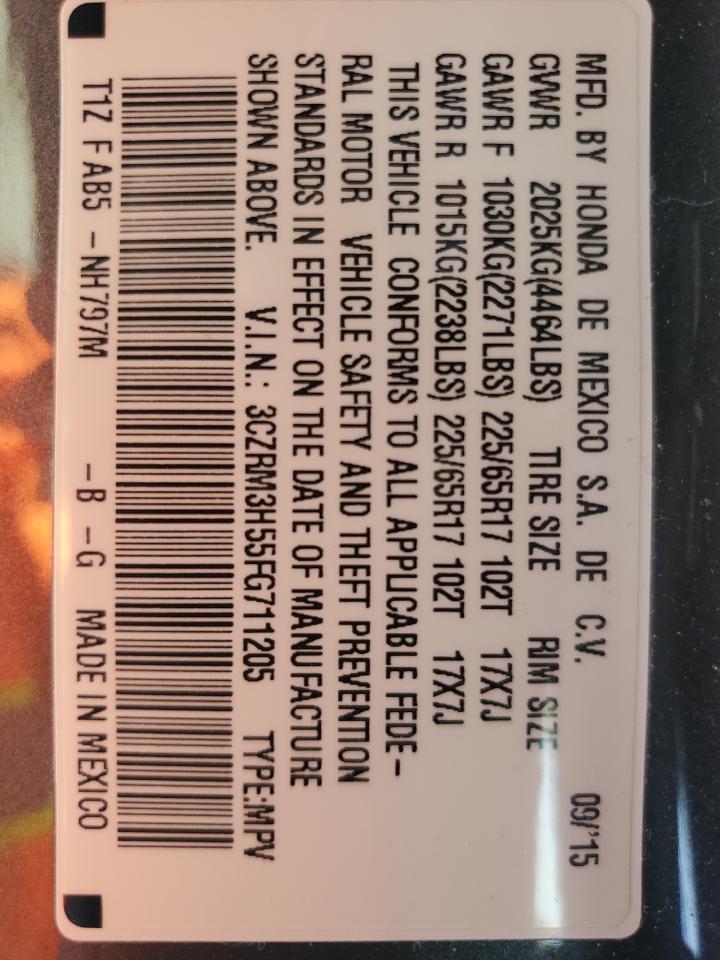 MFD. BY HONDA DE MEXICO S.A. DE C.V. 09/'15
GVWR 2025KG(4464LBS) TIRE SIZE RIM SIZE
GAWR F 1030KG(2271LBS) 225/65R17 102T 17X7J
GAWR R 1015KG(2238LBS) 225/65R17 102T 17X7J
THIS VEHICLE CONFORMS TO ALL APPLICABLE FEDE-
RAL MOTOR VEHICLE SAFETY AND THEFT PREVENTION
STANDARDS IN EFFECT ON THE DATE OF MANUFACTURE
SHOWN ABOVE. V.I.N.: 3CZRM3H55FG711205 TYPE:MPV
T1Z F AB5 -NH797M -B -G MADE IN MEXICO